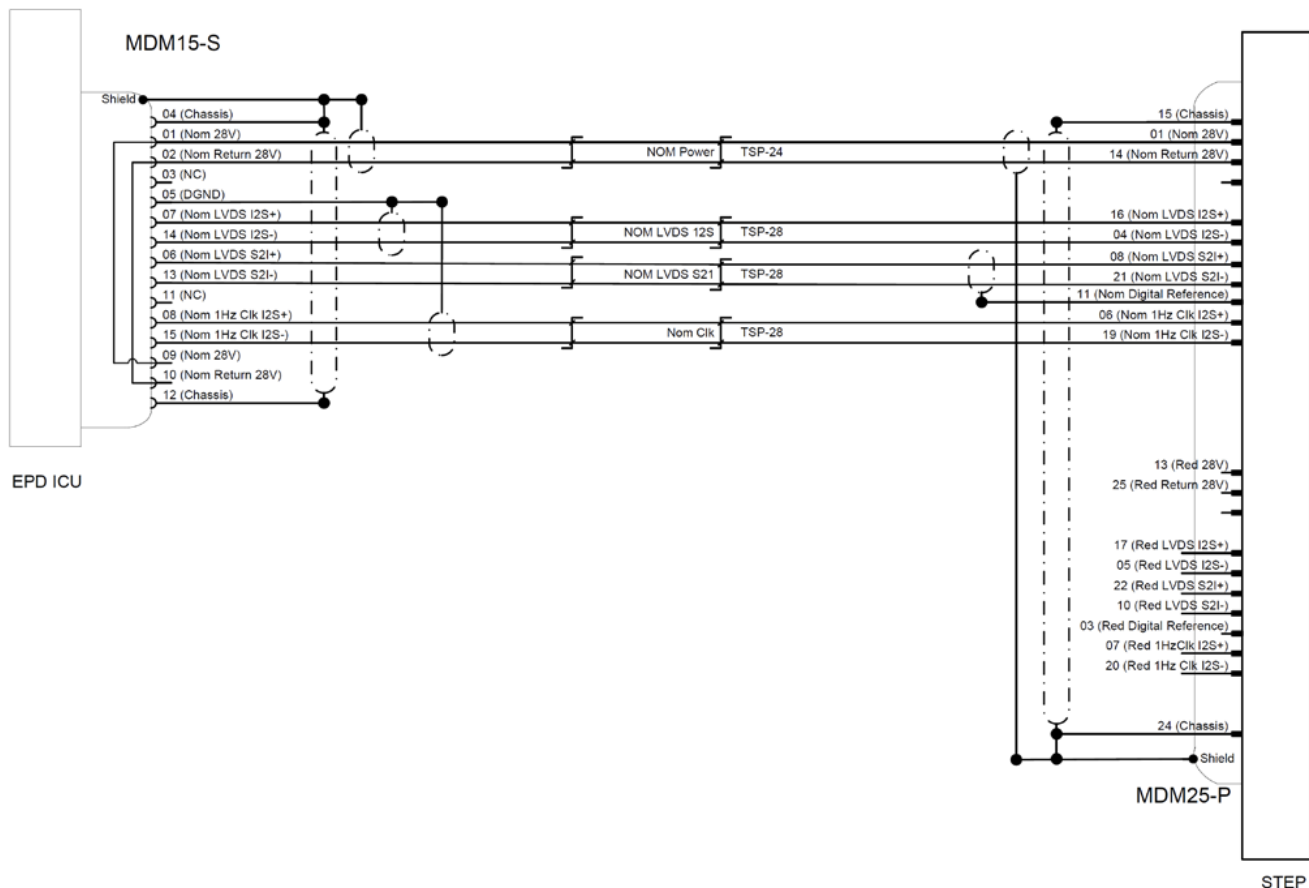 MDM15-S
Shield
04 (Chassis)
01 (Nom 28V)
02 (Nom Return 28V)
03 (NC)
05 (DGND)
07 (Nom LVDS I2S+)
14 (Nom LVDS I2S-)
06 (Nom LVDS S2I+)
13 (Nom LVDS S2I-)
11 (NC)
08 (Nom 1Hz Clk I2S+)
15 (Nom 1Hz Clk I2S-)
09 (Nom 28V)
10 (Nom Return 28V)
12 (Chassis)
EPD ICU
NOM Power TSP-24
NOM LVDS 12S TSP-28
NOM LVDS S21 TSP-28
Nom Clk TSP-28
15 (Chassis)
01 (Nom 28V)
14 (Nom Return 28V)
16 (Nom LVDS I2S+)
04 (Nom LVDS I2S-)
08 (Nom LVDS S2I+)
21 (Nom LVDS S2I-)
11 (Nom Digital Reference)
06 (Nom 1Hz Clk I2S+)
19 (Nom 1Hz Clk I2S-)
13 (Red 28V)
25 (Red Return 28V)
17 (Red LVDS I2S+)
05 (Red LVDS I2S-)
22 (Red LVDS S2I+)
10 (Red LVDS S2I-)
03 (Red Digital Reference)
07 (Red 1HzClk I2S+)
20 (Red 1Hz Clk I2S-)
24 (Chassis)
Shield
MDM25-P
STEP